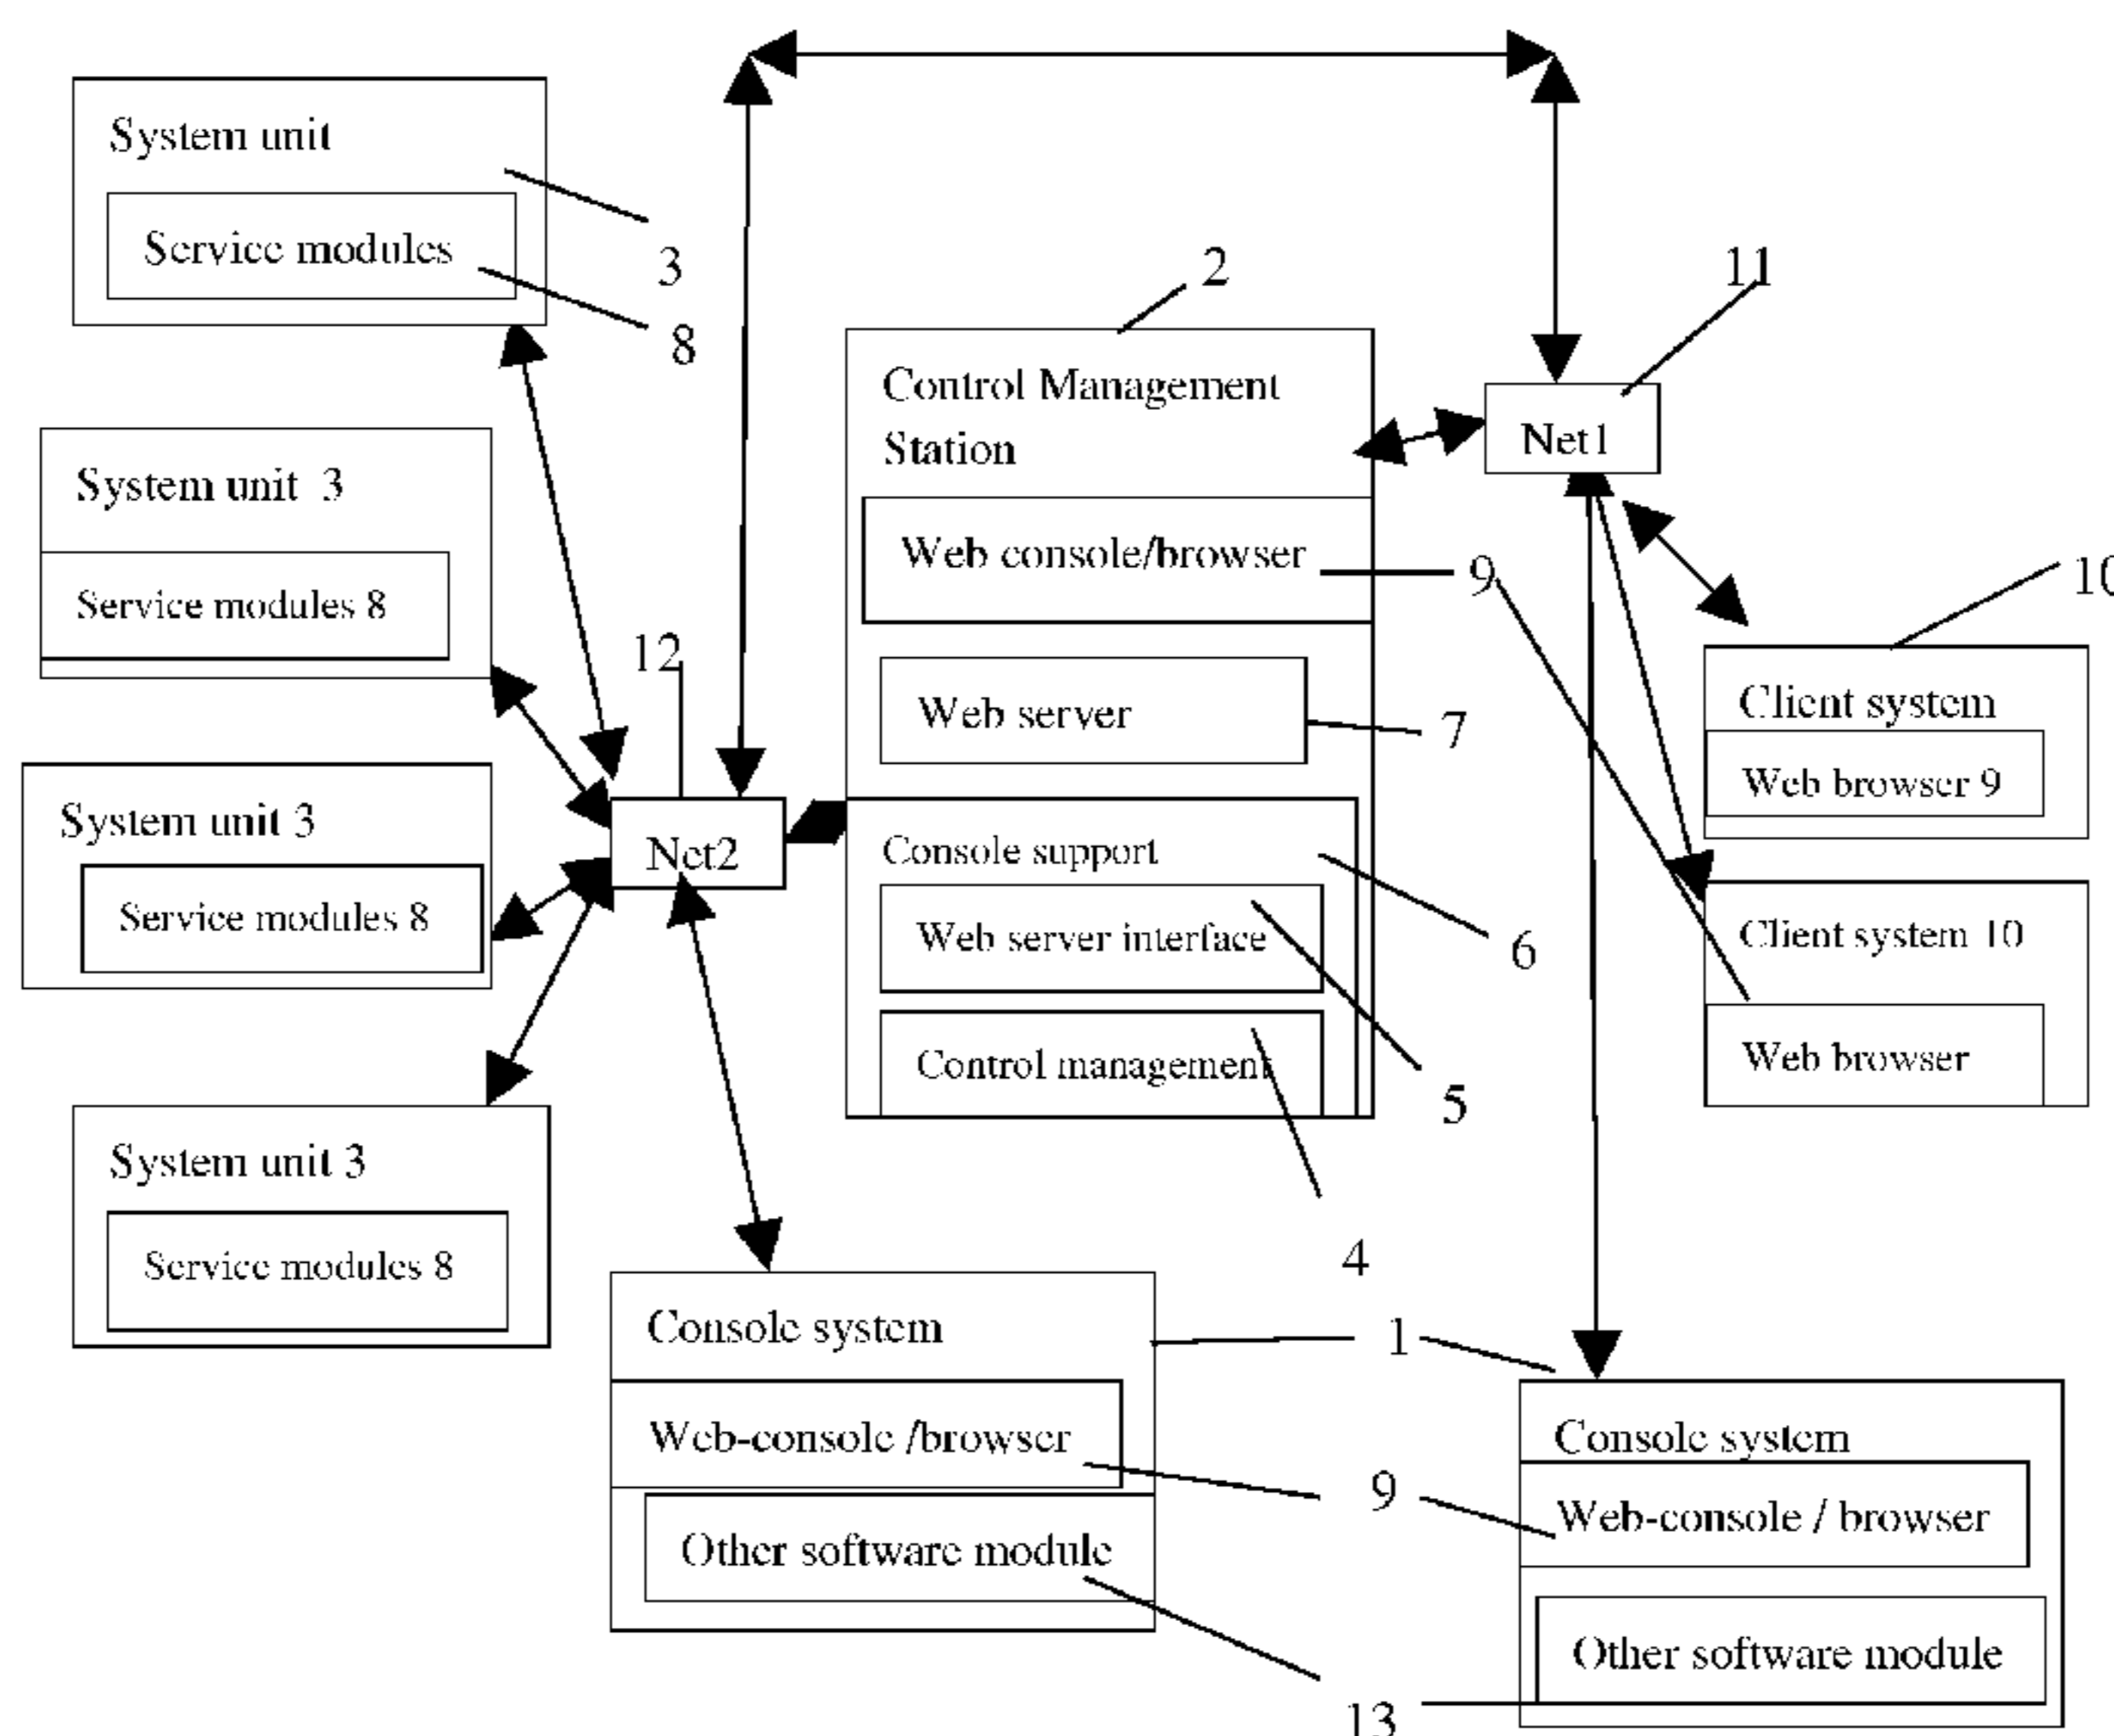 System unit
Service modules
3
8
2
11
Control Management
Station
Net1
System unit 3
Service modules 8
Web console/browser
9
10
12
Web server
7
Client system
Web browser 9
System unit 3
Service modules 8
Net2
Console support
Web server interface
Control management
6
5
4
Client system 10
Web browser
System unit 3
Service modules 8
Console system
Web-console /browser
Other software module
1
9
13
Console system
Web-console / browser
Other software module